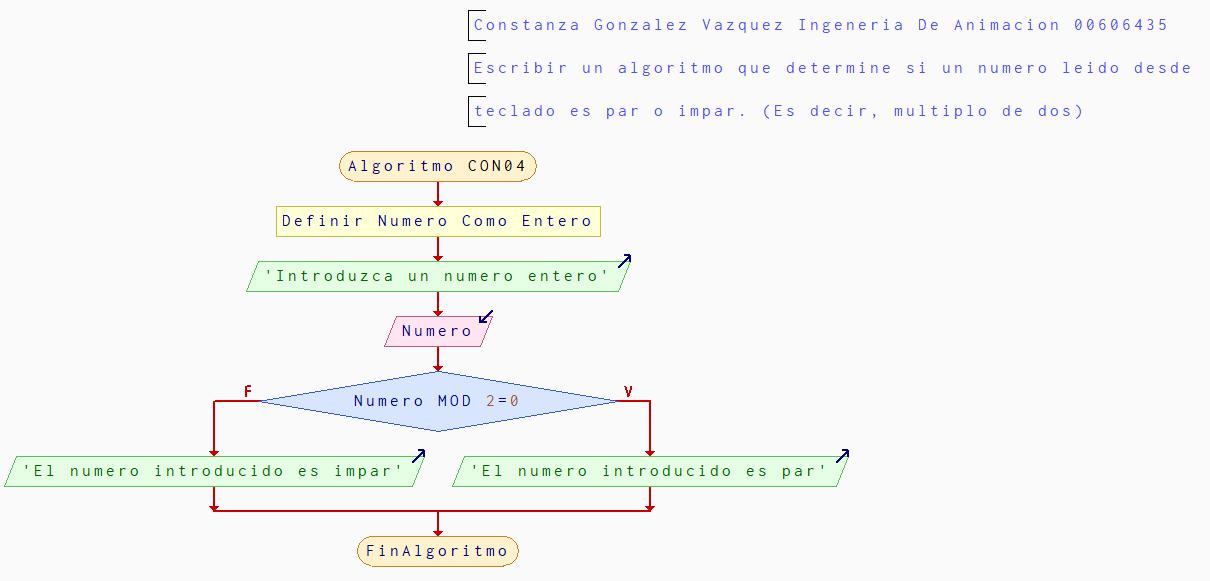 Constanza Gonzalez Vazquez Ingeneria De Animacion 00606435
Escribir un algoritmo que determine si un numero leido desde
teclado es par o impar. (Es decir, multiplo de dos)
Algoritmo CON04
Definir Numero Como Entero
'Introduzca un numero entero'
Numero
F
V
Numero MOD 2=0
'El numero introducido es impar'
'El numero introducido es par'
FinAlgoritmo